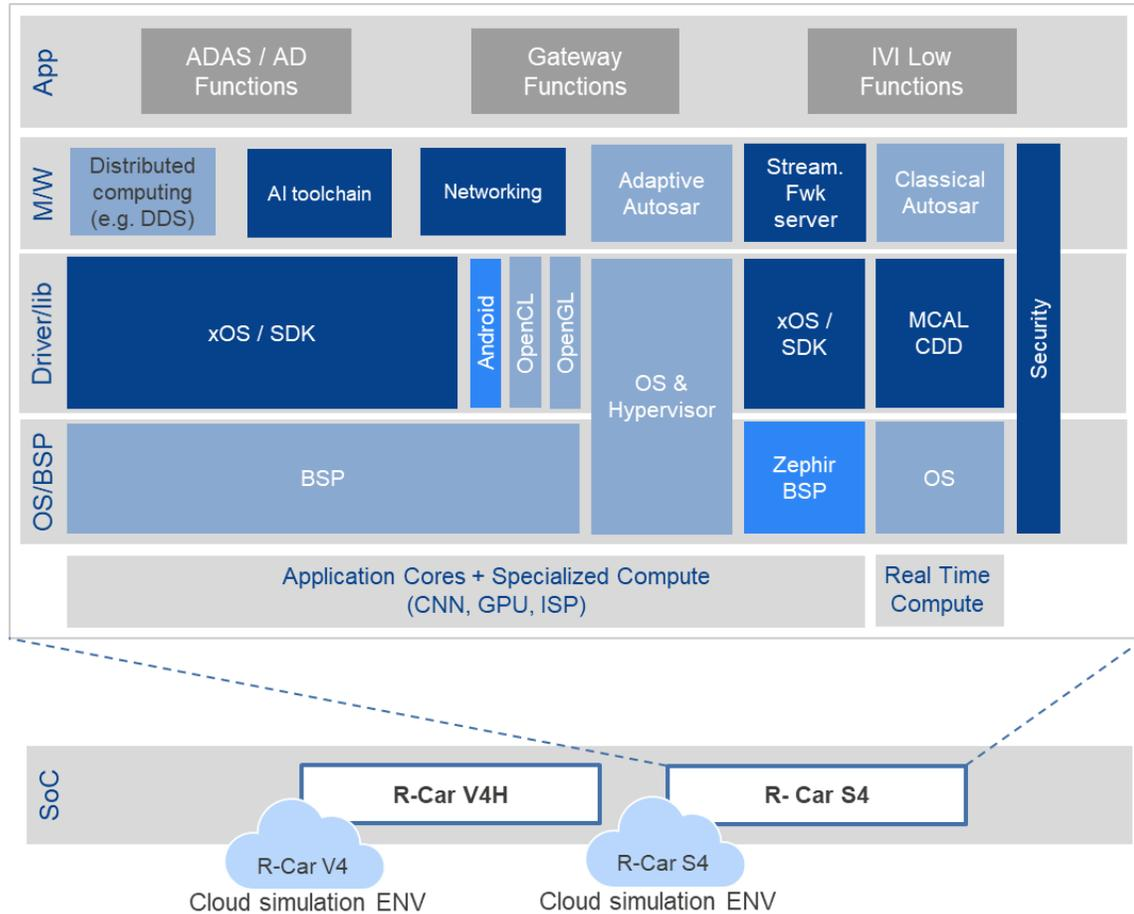 App
ADAS / AD
Functions
Gateway
Functions
IVI Low
Functions
M/W
Distributed
computing
(e.g. DDS)
AI toolchain
Networking
Adaptive
Autosar
Stream.
Fwk
server
Classical
Autosar
Driver/lib
xOS / SDK
Android
OpenCL
OpenGL
OS &
Hypervisor
xOS /
SDK
MCAL
CDD
Security
OS/BSP
BSP
Zephir
BSP
OS
Application Cores + Specialized Compute
(CNN, GPU, ISP)
Real Time
Compute
SoC
R-Car V4H
R- Car S4
R-Car V4
Cloud simulation ENV
R-Car S4
Cloud simulation ENV